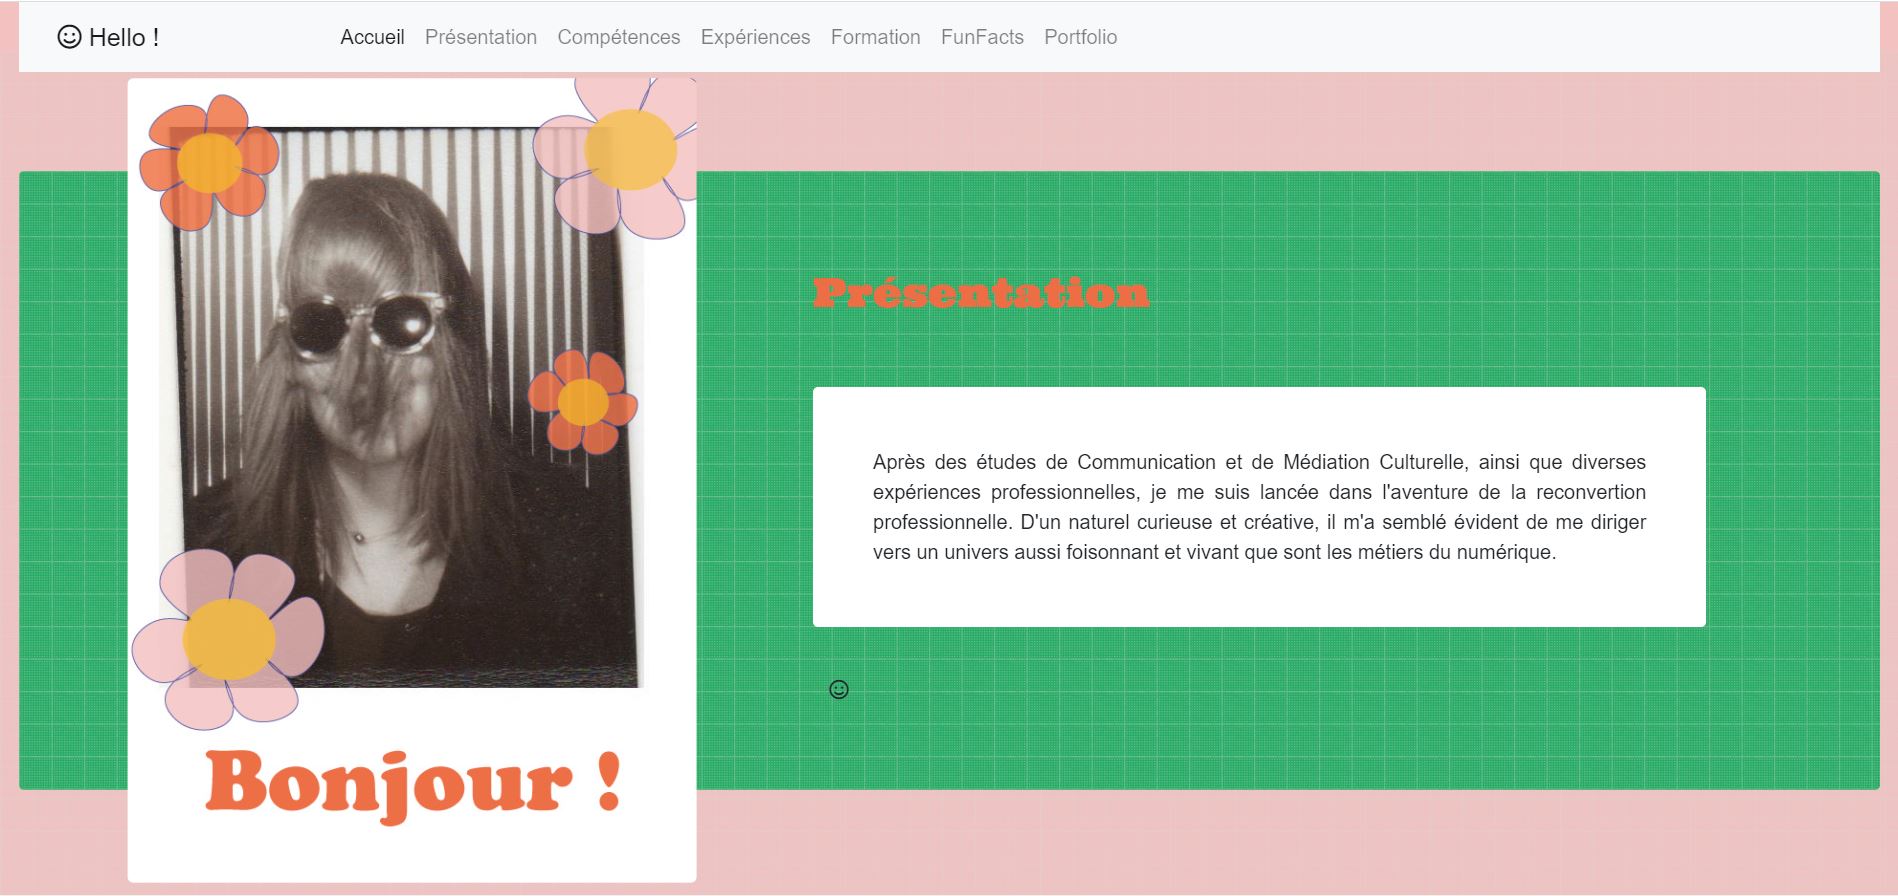 Hello !
Accueil Présentation Compétences Expériences Formation FunFacts Portfolio
Bonjour !
Présentation
Après des études de Communication et de Médiation Culturelle, ainsi que diverses
expériences professionnelles, je me suis lancée dans l'aventure de la reconvertion
professionnelle. D'un naturel curieuse et créative, il m'a semblé évident de me diriger
vers un univers aussi foisonnant et vivant que sont les métiers du numérique.